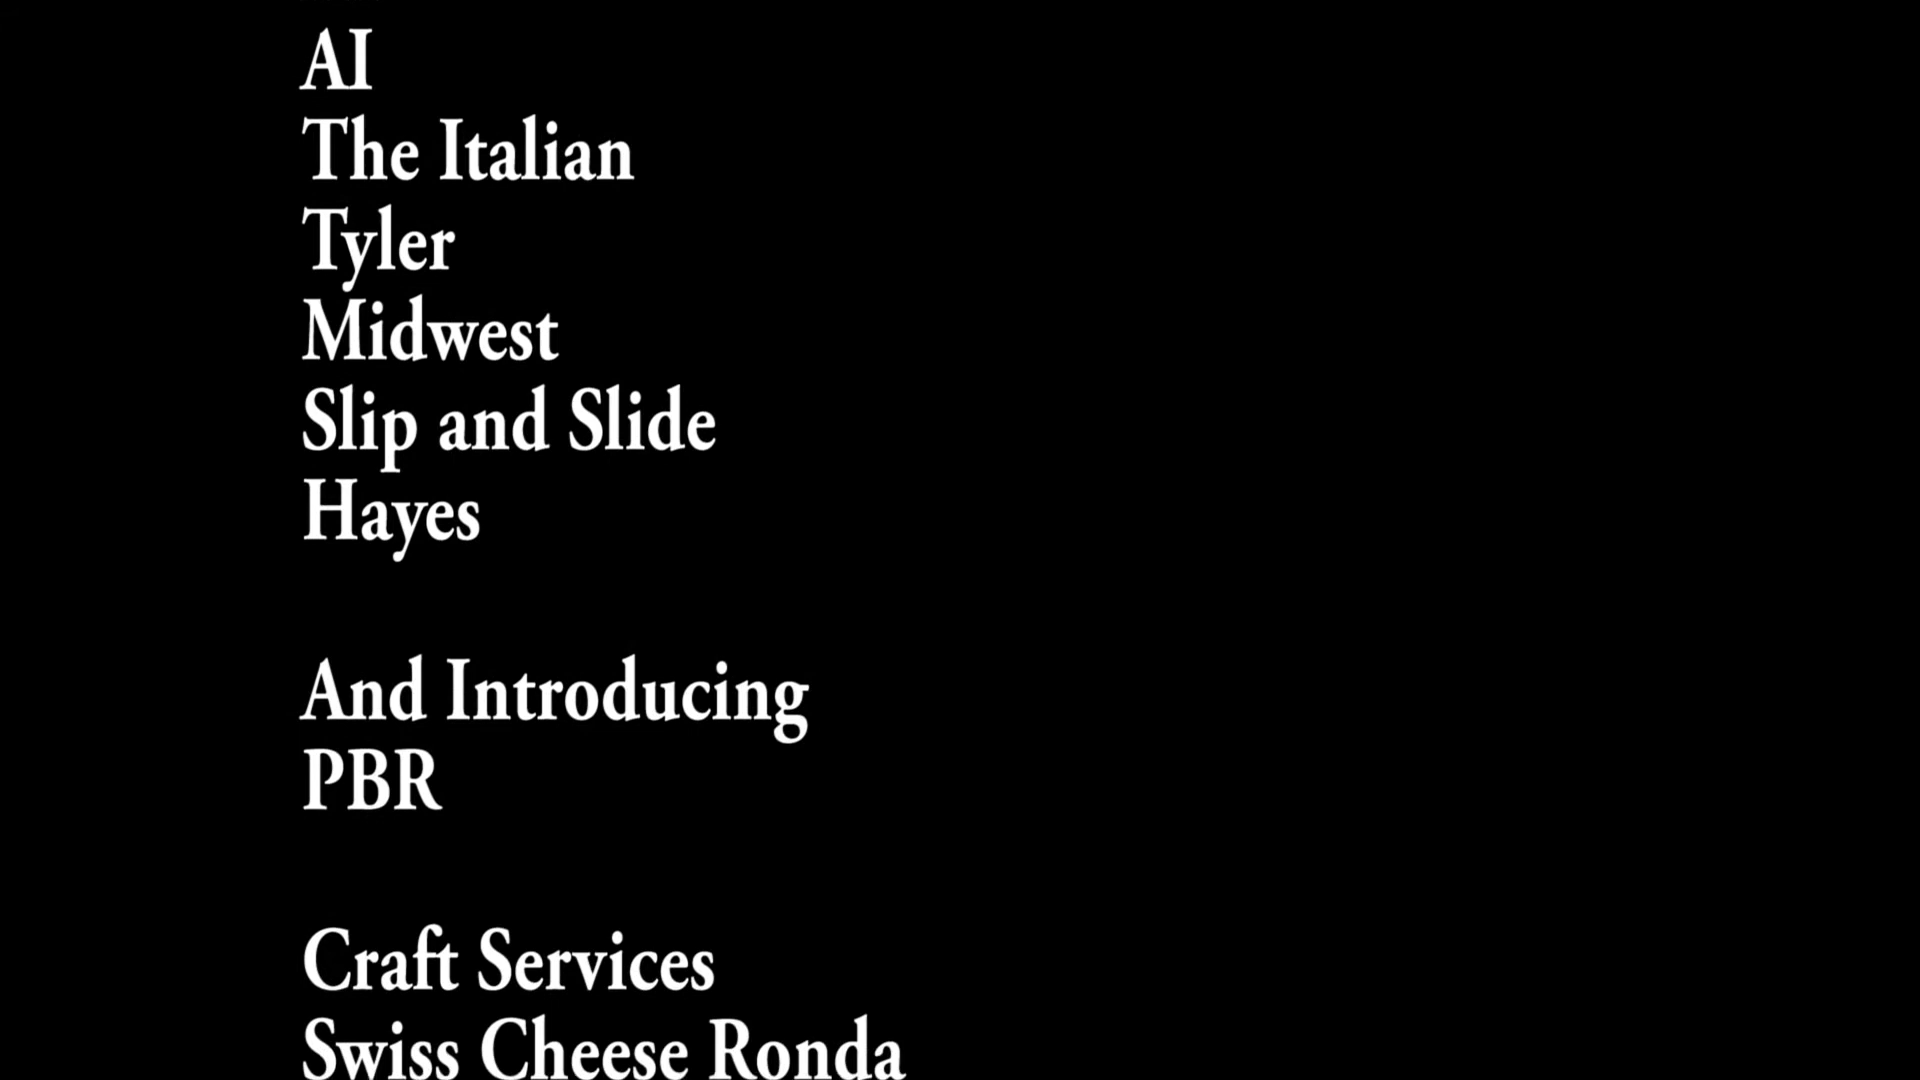 AI
The Italian
Tyler
Midwest
Slip and Slide
Hayes
And Introducing
PBR
Craft Services
Swiss Cheese Ronda